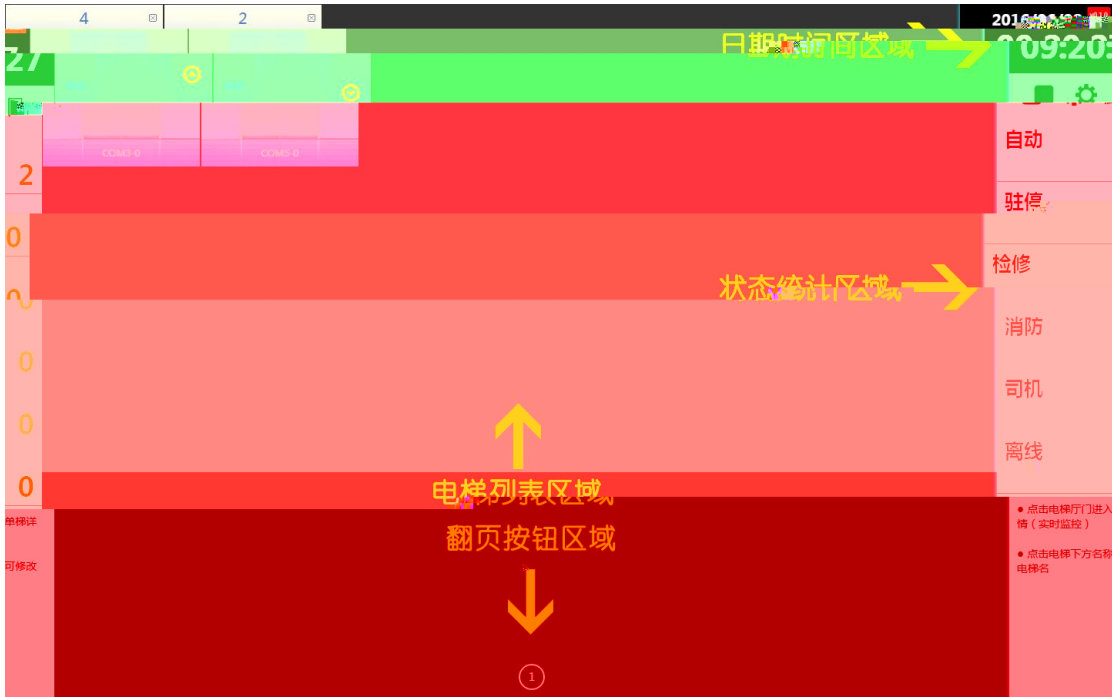 4
2
2016
日期时间区域
27
09:20:
COM3-0
COM5-0
自动
2
驻停
0
检修
状态统计区域
0
消防
0
司机
0
离线
0
电梯列表区域
翻页按钮区域
单梯详
可修改
● 点击电梯厅门进入
情（实时监控）
● 点击电梯下方名称
电梯名
1